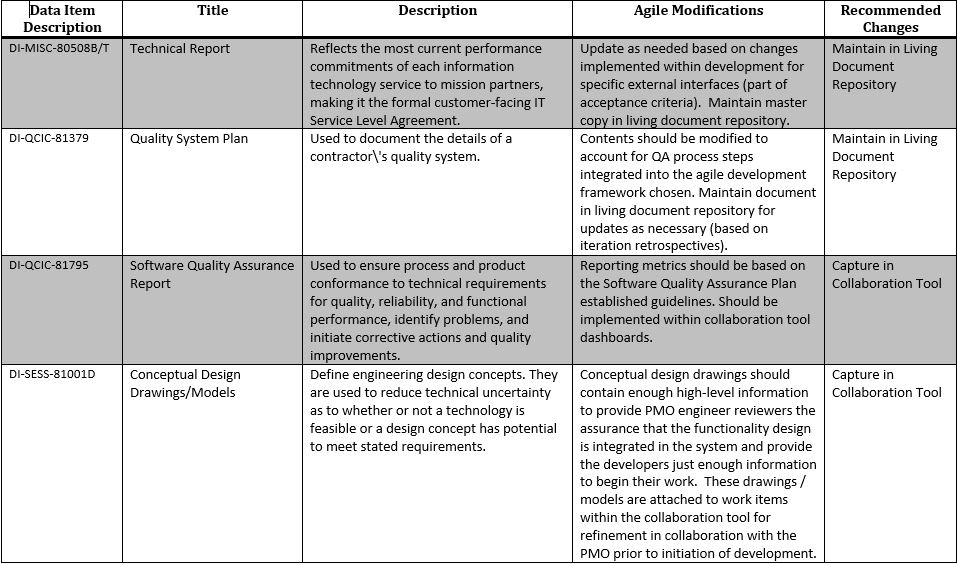 Data Item
Description
Title
Description
Agile Modifications
Recommended
Changes
DI-MISC-80508B/T
Technical Report
Reflects the most current performance
commitments of each information
technology service to mission partners,
making it the formal customer-facing IT
Service Level Agreement.
Update as needed based on changes
implemented within development for
specific external interfaces (part of
acceptance criteria).  Maintain master
copy in living document repository.
Maintain in Living
Document
Repository
DI-QCIC-81379
Quality System Plan
Used to document the details of a
contractor\'s quality system.
Contents should be modified to
account for QA process steps
integrated into the agile development
framework chosen. Maintain document
in living document repository for
updates as necessary (based on
iteration retrospectives).
Maintain in Living
Document
Repository
DI-QCIC-81795
Software Quality Assurance
Report
Used to ensure process and product
conformance to technical requirements
for quality, reliability, and functional
performance, identify problems, and
initiate corrective actions and quality
improvements.
Reporting metrics should be based on
the Software Quality Assurance Plan
established guidelines. Should be
implemented within collaboration tool
dashboards.
Capture in
Collaboration Tool
DI-SESS-81001D
Conceptual Design
Drawings/Models
Define engineering design concepts. They
are used to reduce technical uncertainty
as to whether or not a technology is
feasible or a design concept has potential
to meet stated requirements.
Conceptual design drawings should
contain enough high-level information
to provide PMO engineer reviewers the
assurance that the functionality design
is integrated in the system and provide
the developers just enough information
to begin their work.  These drawings /
models are attached to work items
within the collaboration tool for
refinement in collaboration with the
PMO prior to initiation of development.
Capture in
Collaboration Tool